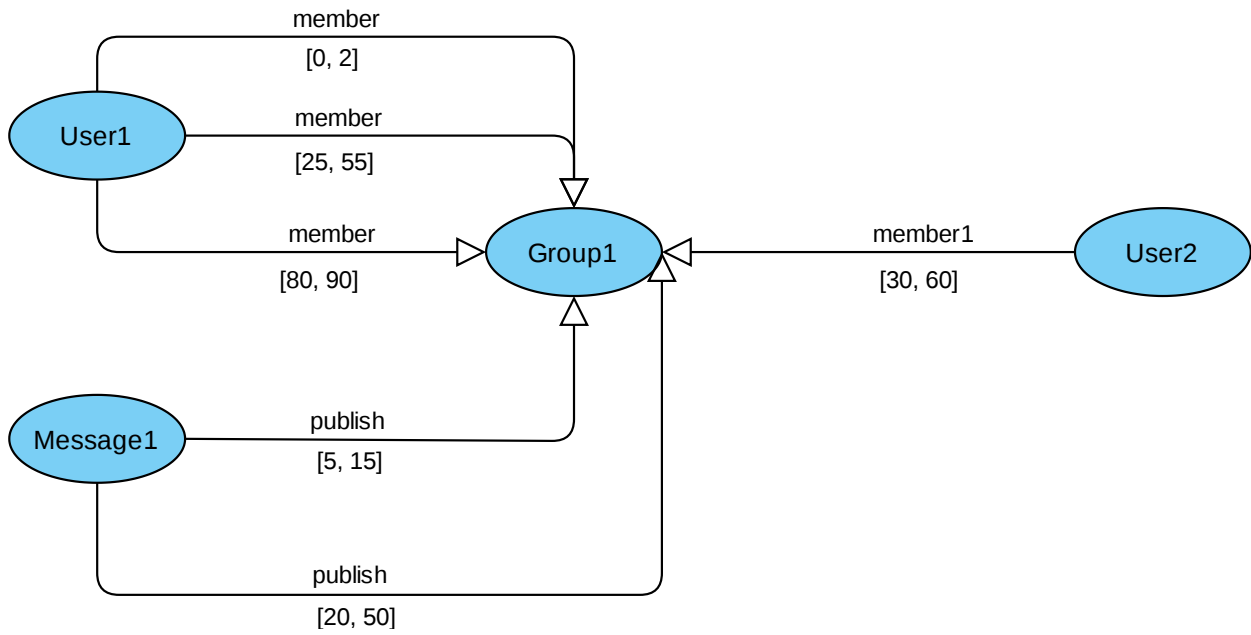 member
[0, 2]
User1
member
[25, 55]
member
[80, 90]
Group1
member1
[30, 60]
User2
Message1
publish
[5, 15]
publish
[20, 50]